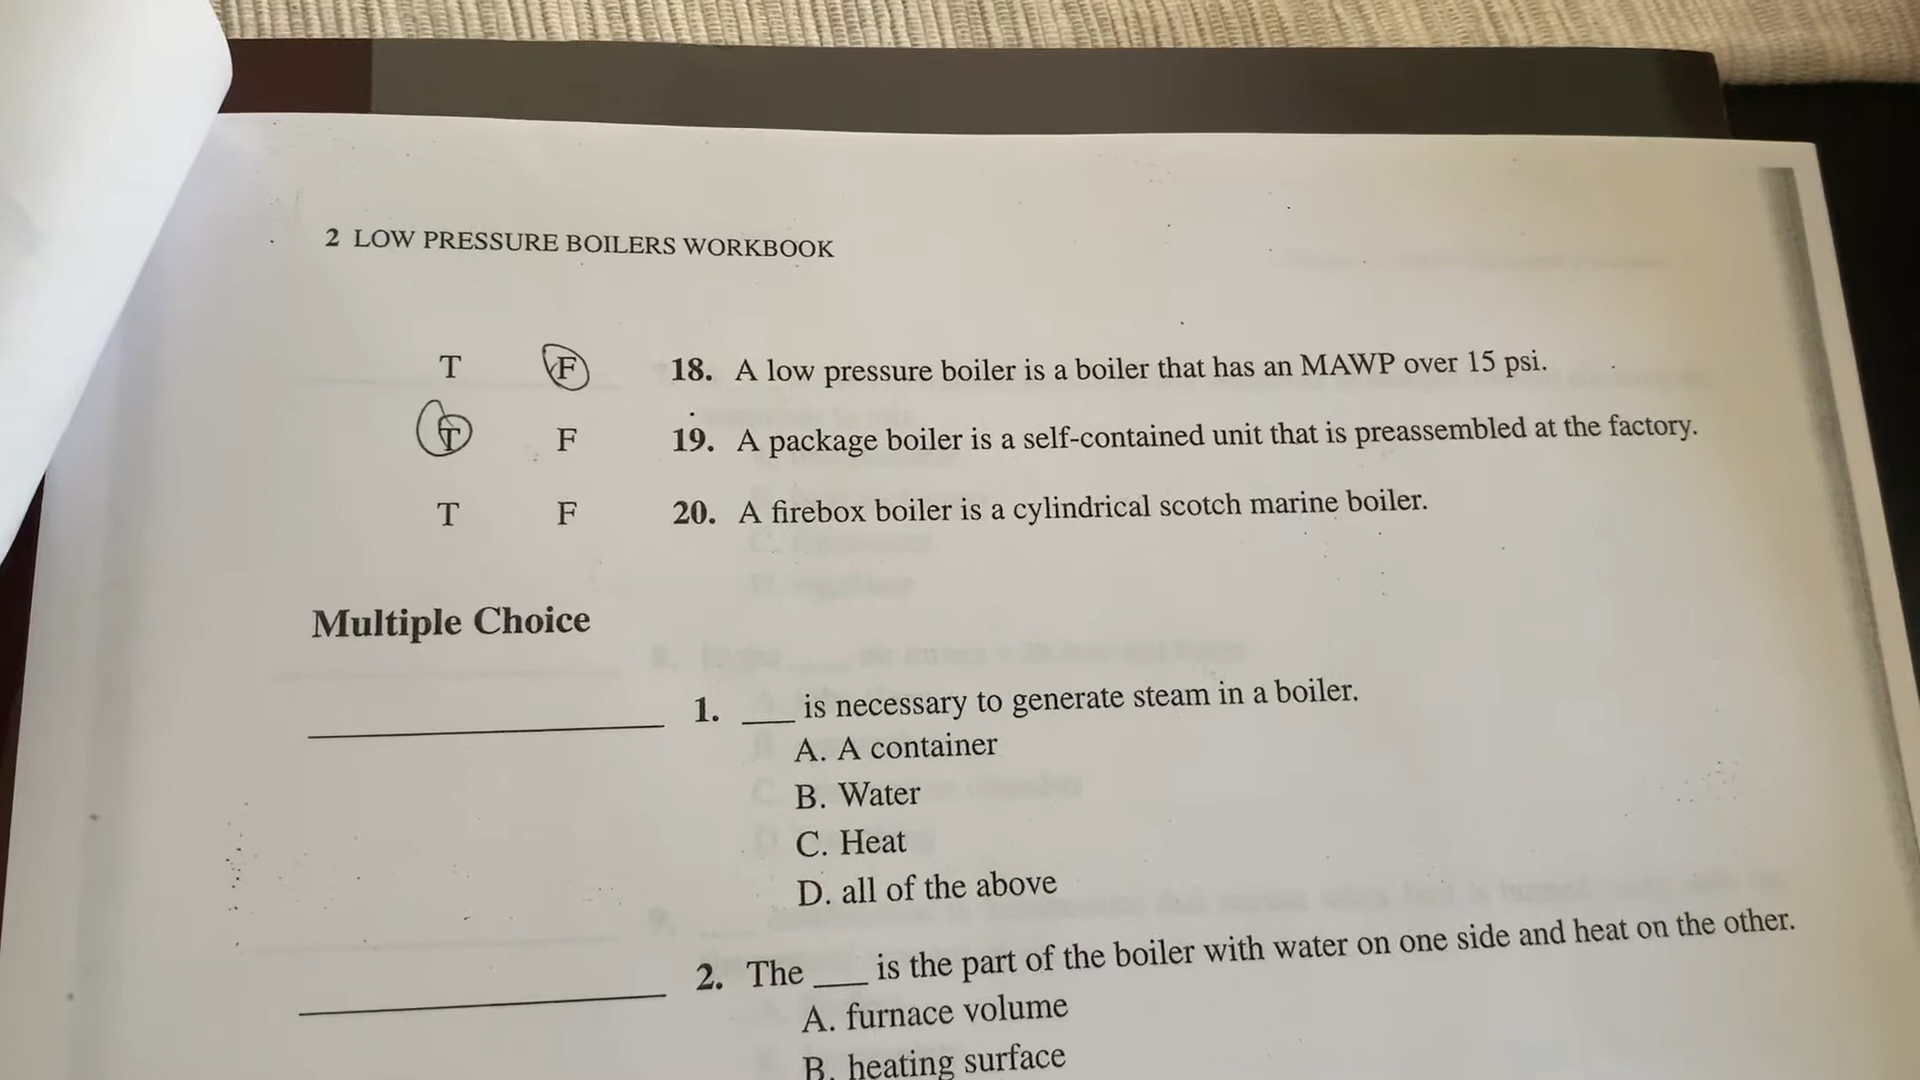 2 LOW PRESSURE BOILERS WORKBOOK
T F 18. A low pressure boiler is a boiler that has an MAWP over 15 psi.
T F 19. A package boiler is a self-contained unit that is preassembled at the factory.
T F 20. A firebox boiler is a cylindrical scotch marine boiler.
Multiple Choice
1. ___ is necessary to generate steam in a boiler.
A. A container
B. Water
C. Heat
D. all of the above
2. The ___ is the part of the boiler with water on one side and heat on the other.
A. furnace volume
B. heating surface